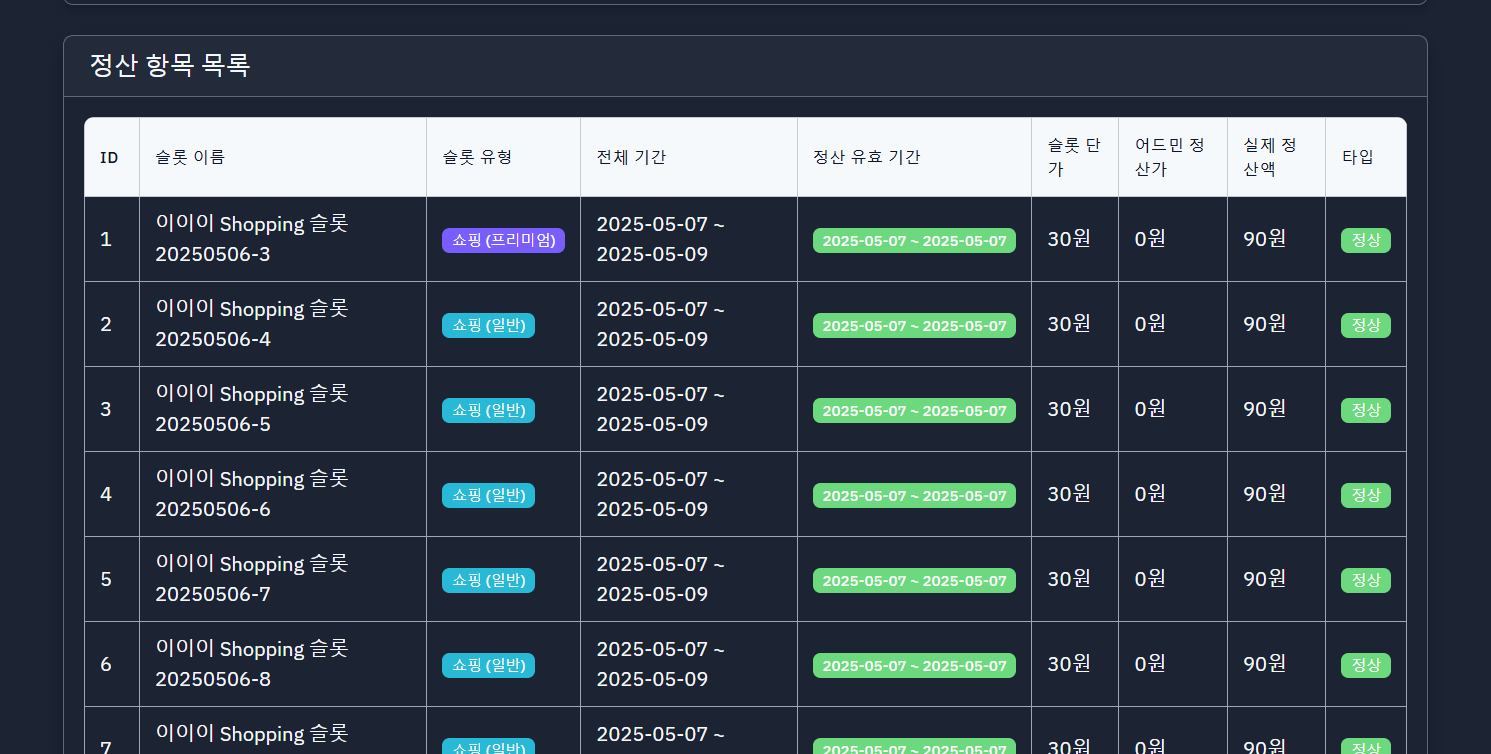 정산 항목 목록
ID 슬롯 이름 슬롯 유형 전체 기간 정산 유효 기간 슬롯 단가 어드민 정산가 실제 정산액 타입
1 이이이 Shopping 슬롯 20250506-3 쇼핑 (프리미엄) 2025-05-07 ~ 2025-05-09 2025-05-07 ~ 2025-05-07 30원 0원 90원 정상
2 이이이 Shopping 슬롯 20250506-4 쇼핑 (일반) 2025-05-07 ~ 2025-05-09 2025-05-07 ~ 2025-05-07 30원 0원 90원 정상
3 이이이 Shopping 슬롯 20250506-5 쇼핑 (일반) 2025-05-07 ~ 2025-05-09 2025-05-07 ~ 2025-05-07 30원 0원 90원 정상
4 이이이 Shopping 슬롯 20250506-6 쇼핑 (일반) 2025-05-07 ~ 2025-05-09 2025-05-07 ~ 2025-05-07 30원 0원 90원 정상
5 이이이 Shopping 슬롯 20250506-7 쇼핑 (일반) 2025-05-07 ~ 2025-05-09 2025-05-07 ~ 2025-05-07 30원 0원 90원 정상
6 이이이 Shopping 슬롯 20250506-8 쇼핑 (일반) 2025-05-07 ~ 2025-05-09 2025-05-07 ~ 2025-05-07 30원 0원 90원 정상
7 이이이 Shopping 슬롯 쇼핑 (일반) 2025-05-07 ~ 2025-05-07 ~ 2025-05-07 30원 0원 90원 정상